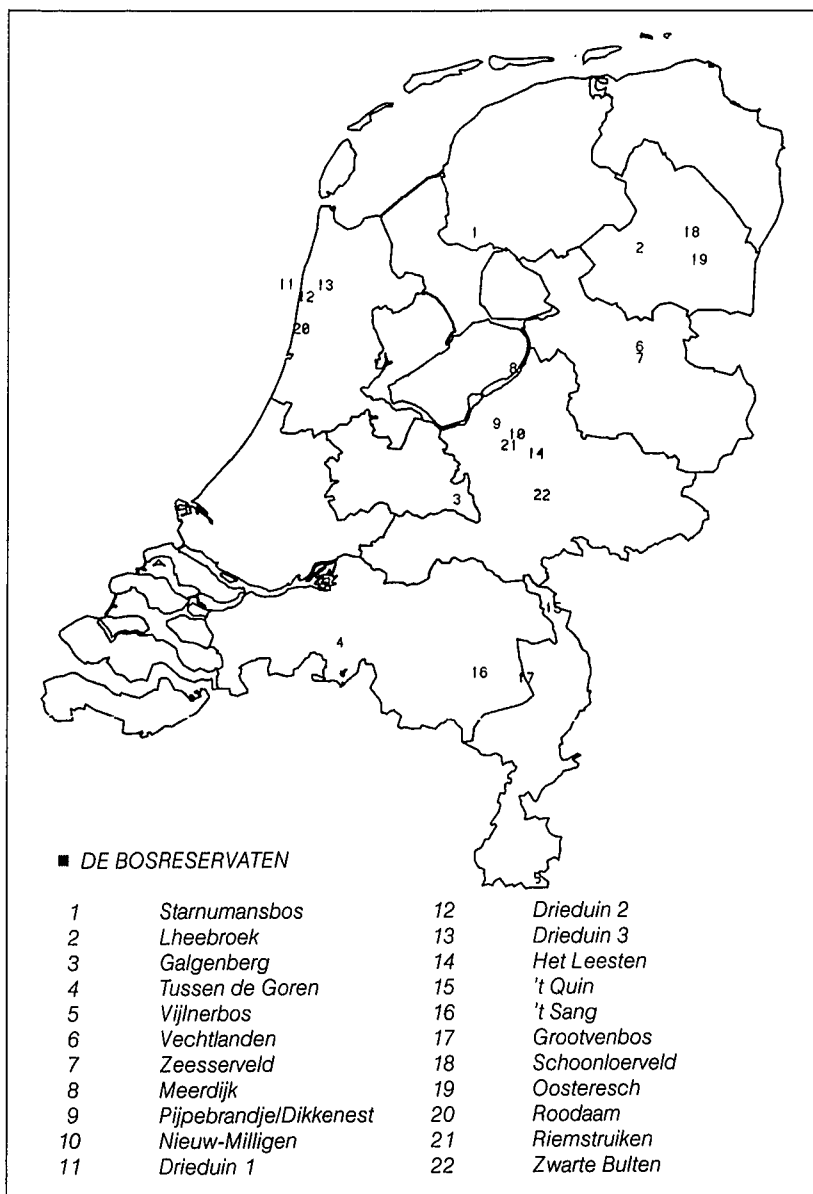 1
18
2
19
11
13
12
20
6
7
8
9
10
21
14
3
22
15
4
16
17
5
■ DE BOSRESERVATEN
1 Starnumansbos
2 Lheebroek
3 Galgenberg
4 Tussen de Goren
5 Vijlnerbos
6 Vechtlanden
7 Zeesserveld
8 Meerdijk
9 Pijpebrandje/Dikkenest
10 Nieuw-Milligen
11 Drieduin 1
12 Drieduin 2
13 Drieduin 3
14 Het Leesten
15 't Quin
16 't Sang
17 Grootvenbos
18 Schoonloerveld
19 Oosteresch
20 Roodaam
21 Riemstruiken
22 Zwarte Bulten